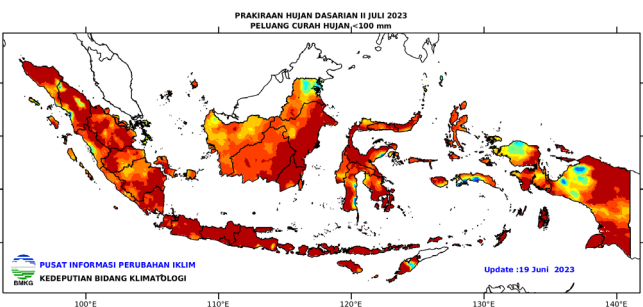 PRAKIRAAN HUJAN DASARIAN II JULI 2023
PELUANG CURAH HUJAN <100 mm
PUSAT INFORMASI PERUBAHAN IKLIM
Update :19 Juni 2023
BMKG
KEDEPUTIAN BIDANG KLIMATOLOGI
100°E 110°E 120°E 130°E 140°E